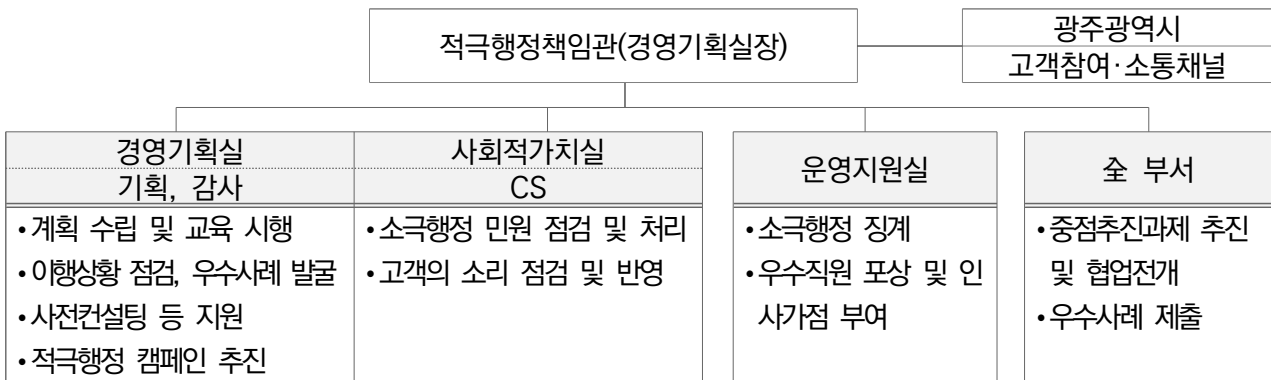 적극행정책임관(경영기획실장)
광주광역시
고객참여·소통채널
경영기획실
기획, 감사
•계획 수립 및 교육 시행
•이행상황 점검, 우수사례 발굴
•사전컨설팅 등 지원
•적극행정 캠페인 추진
사회적가치실
CS
•소극행정 민원 점검 및 처리
•고객의 소리 점검 및 반영
운영지원실
•소극행정 징계
•우수직원 포상 및 인
사가점 부여
全 부서
•중점추진과제 추진
및 협업전개
•우수사례 제출